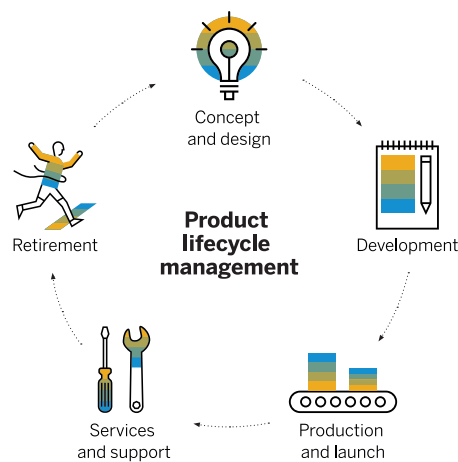 Concept
and design
Development
Production
and launch
Services
and support
Retirement
Product
lifecycle
management